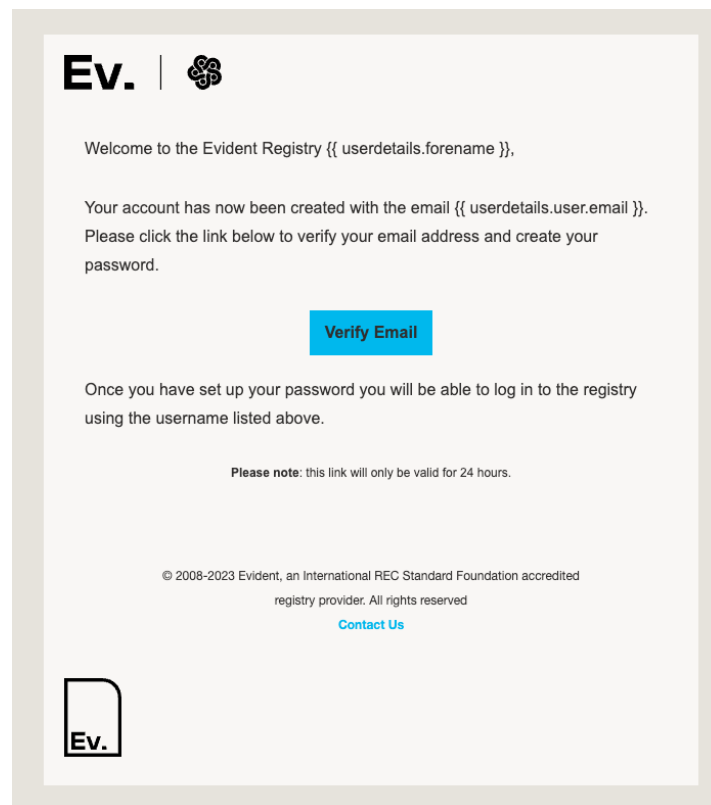 Ev.
Welcome to the Evident Registry {{ userdetails.forename }},
Your account has now been created with the email {{ userdetails.user.email }}.
Please click the link below to verify your email address and create your
password.
Verify Email
Once you have set up your password you will be able to log in to the registry
using the username listed above.
Please note: this link will only be valid for 24 hours.
© 2008-2023 Evident, an International REC Standard Foundation accredited
registry provider. All rights reserved
Contact Us
Ev.